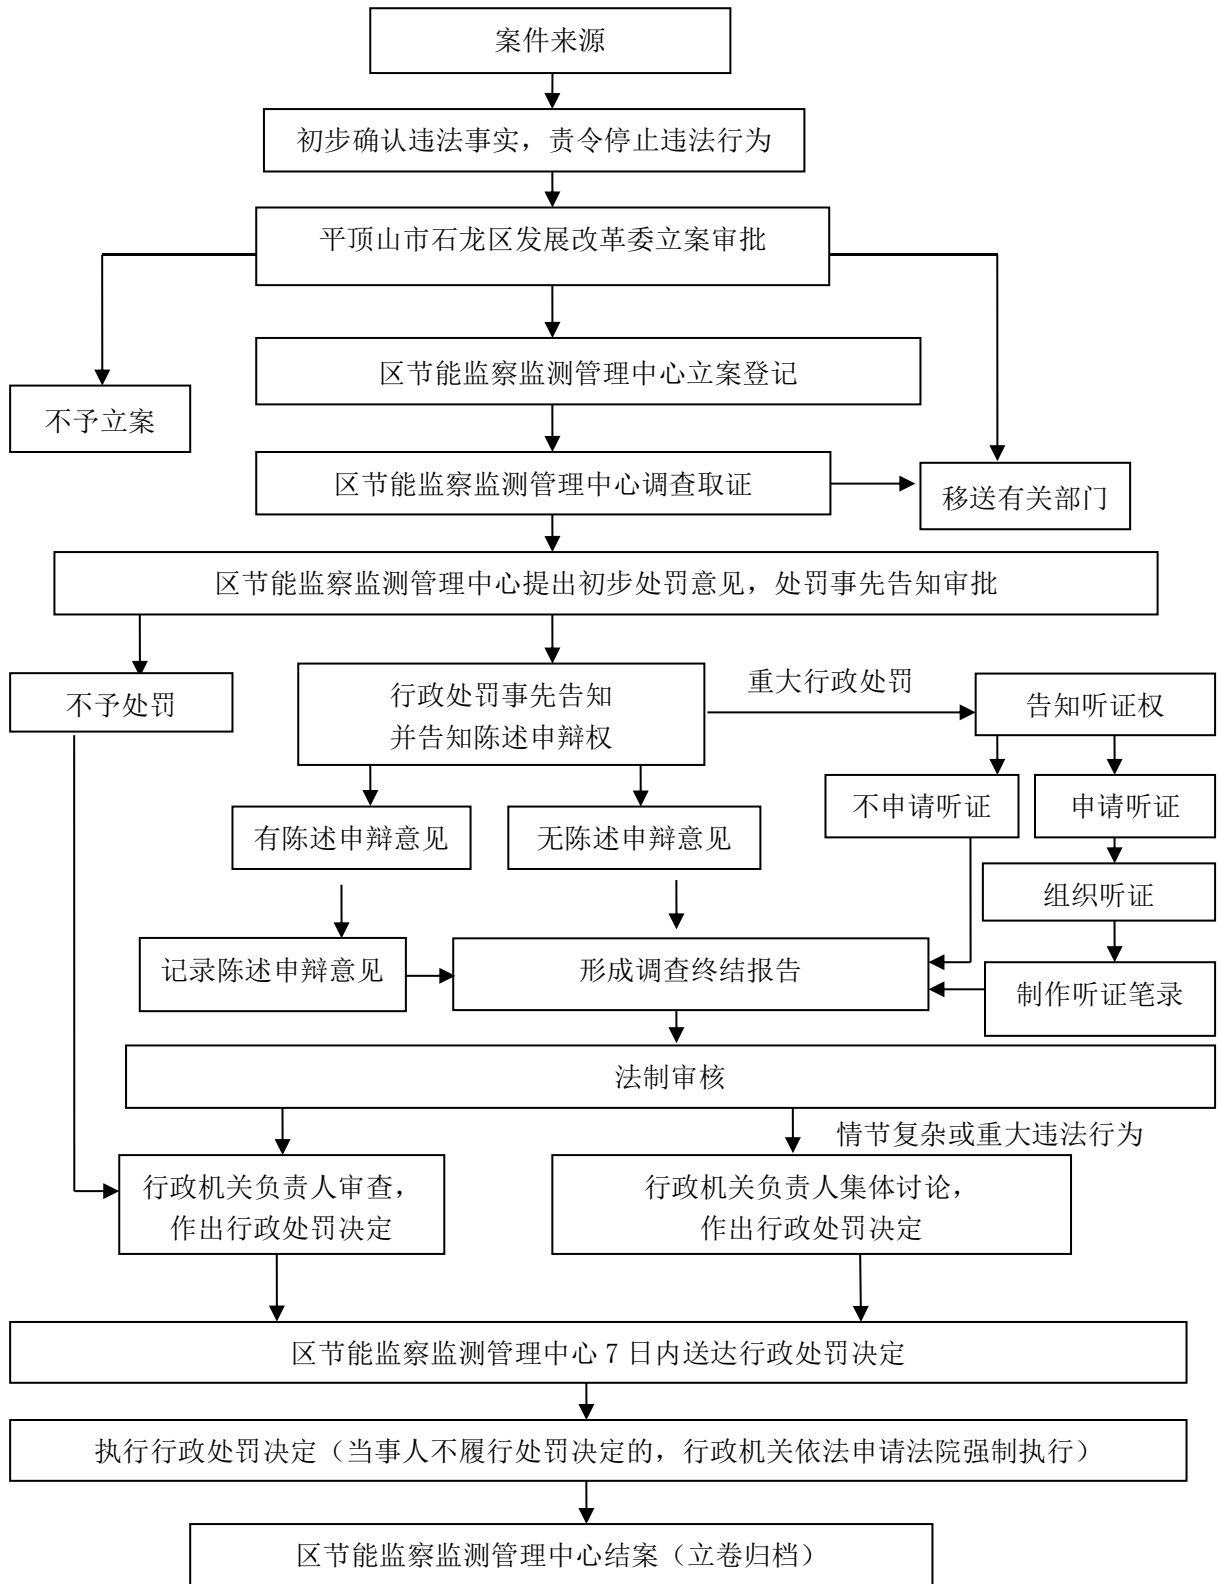 案件来源
初步确认违法事实，责令停止违法行为
平顶山市石龙区发展改革委立案审批
区节能监察监测管理中心立案登记
不予立案
区节能监察监测管理中心调查取证
移送有关部门
区节能监察监测管理中心提出初步处罚意见，处罚事先告知审批
不予处罚
行政处罚事先告知
并告知陈述申辩权
重大行政处罚
告知听证权
不申请听证
申请听证
有陈述申辩意见
无陈述申辩意见
组织听证
记录陈述申辩意见
形成调查终结报告
制作听证笔录
法制审核
情节复杂或重大违法行为
行政机关负责人审查，
作出行政处罚决定
行政机关负责人集体讨论，
作出行政处罚决定
区节能监察监测管理中心 7 日内送达行政处罚决定
执行行政处罚决定（当事人不履行处罚决定的，行政机关依法申请法院强制执行）
区节能监察监测管理中心结案（立卷归档）